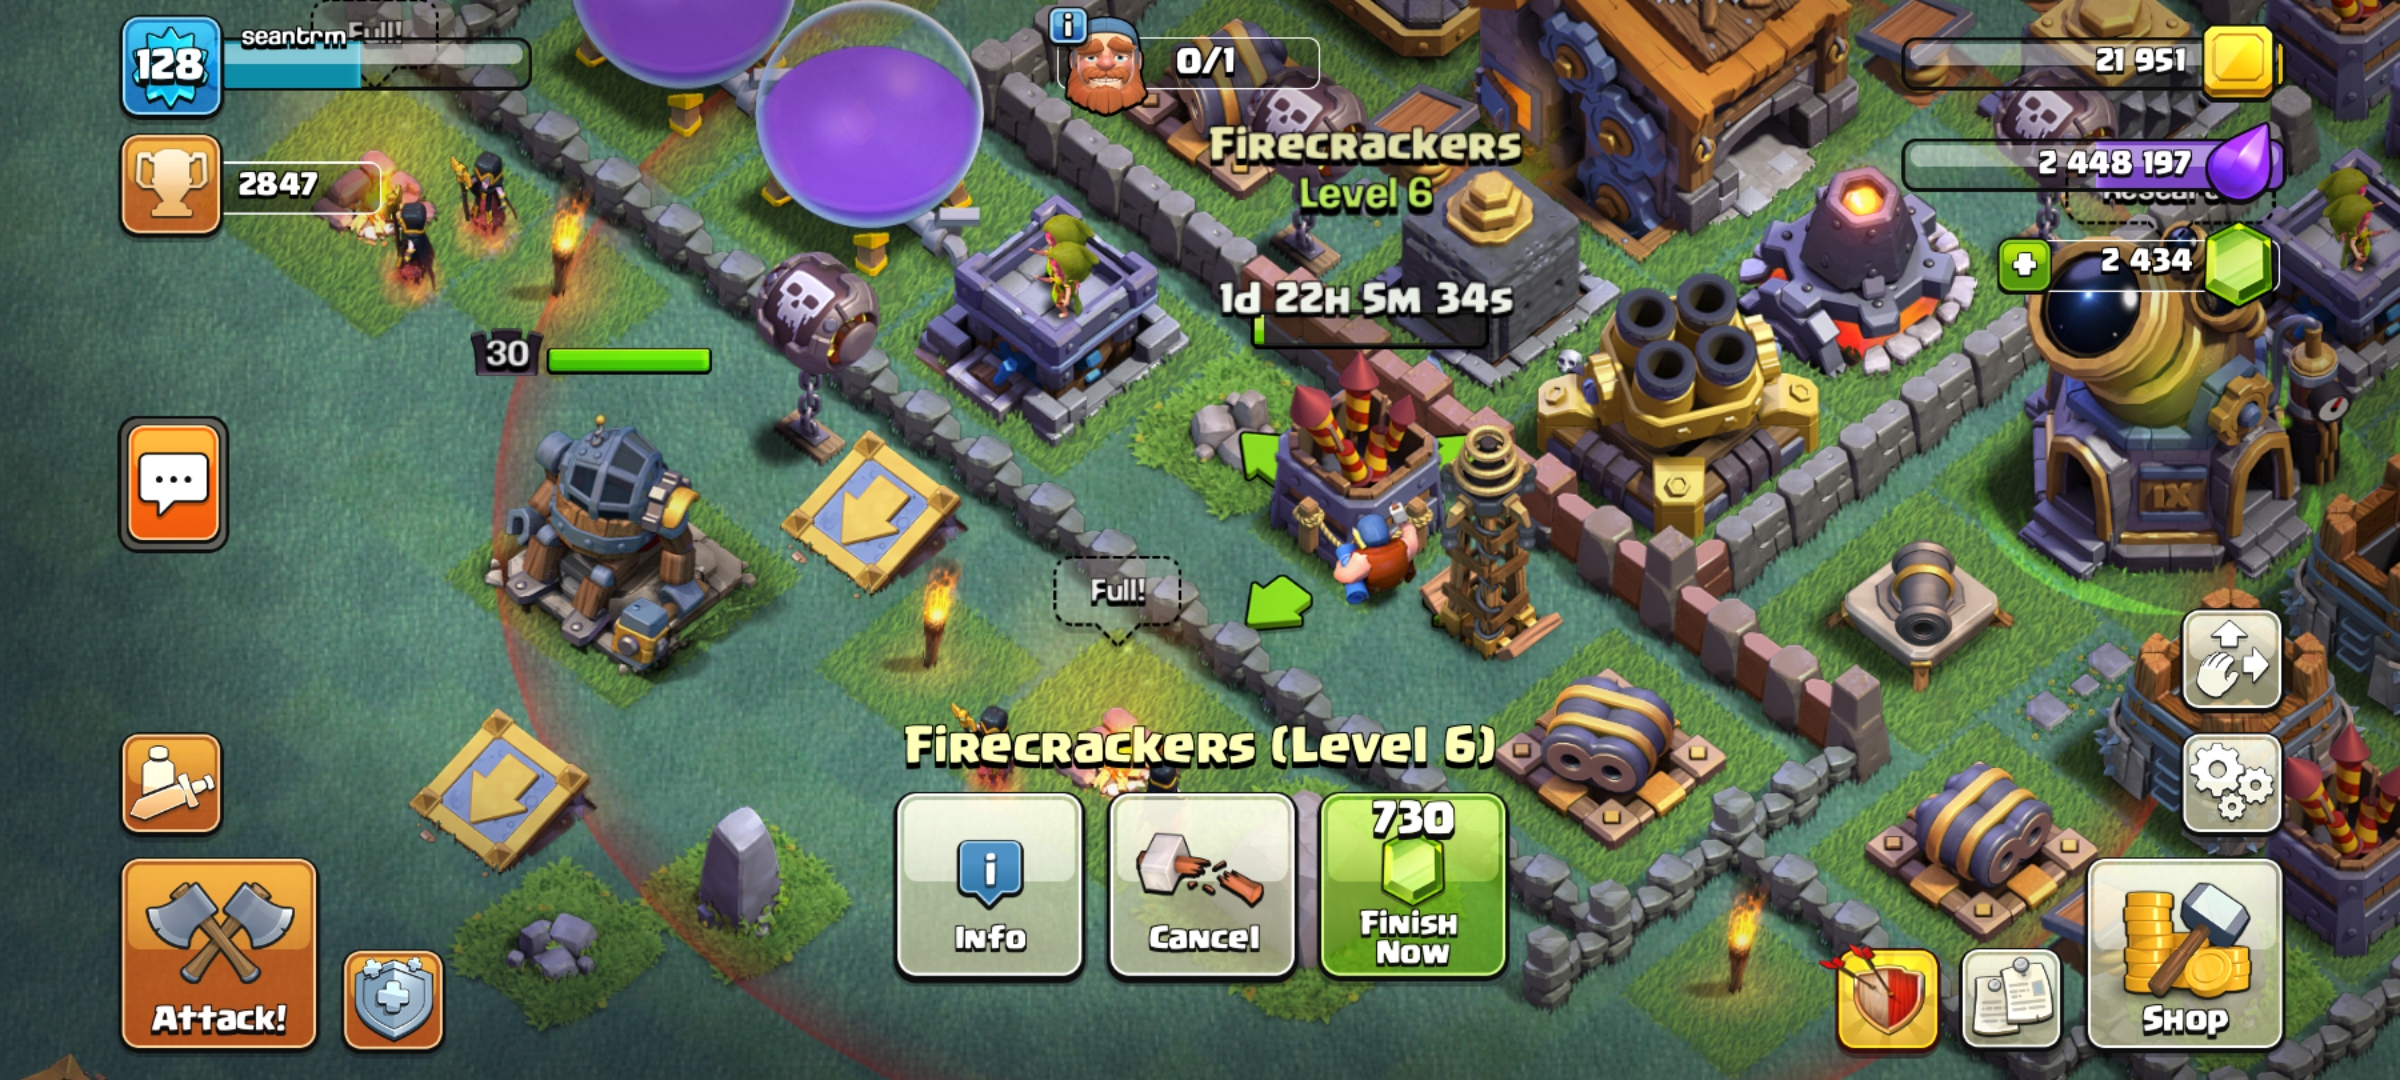 seantrm
Full!
128
0/1
21 951
Firecrackers
Level 6
2 448 197
2847
2 434
1d 22h 5m 34s
30
IX
Full!
Firecrackers (Level 6)
730
Info
Cancel
Finish
Now
Attack!
Shop